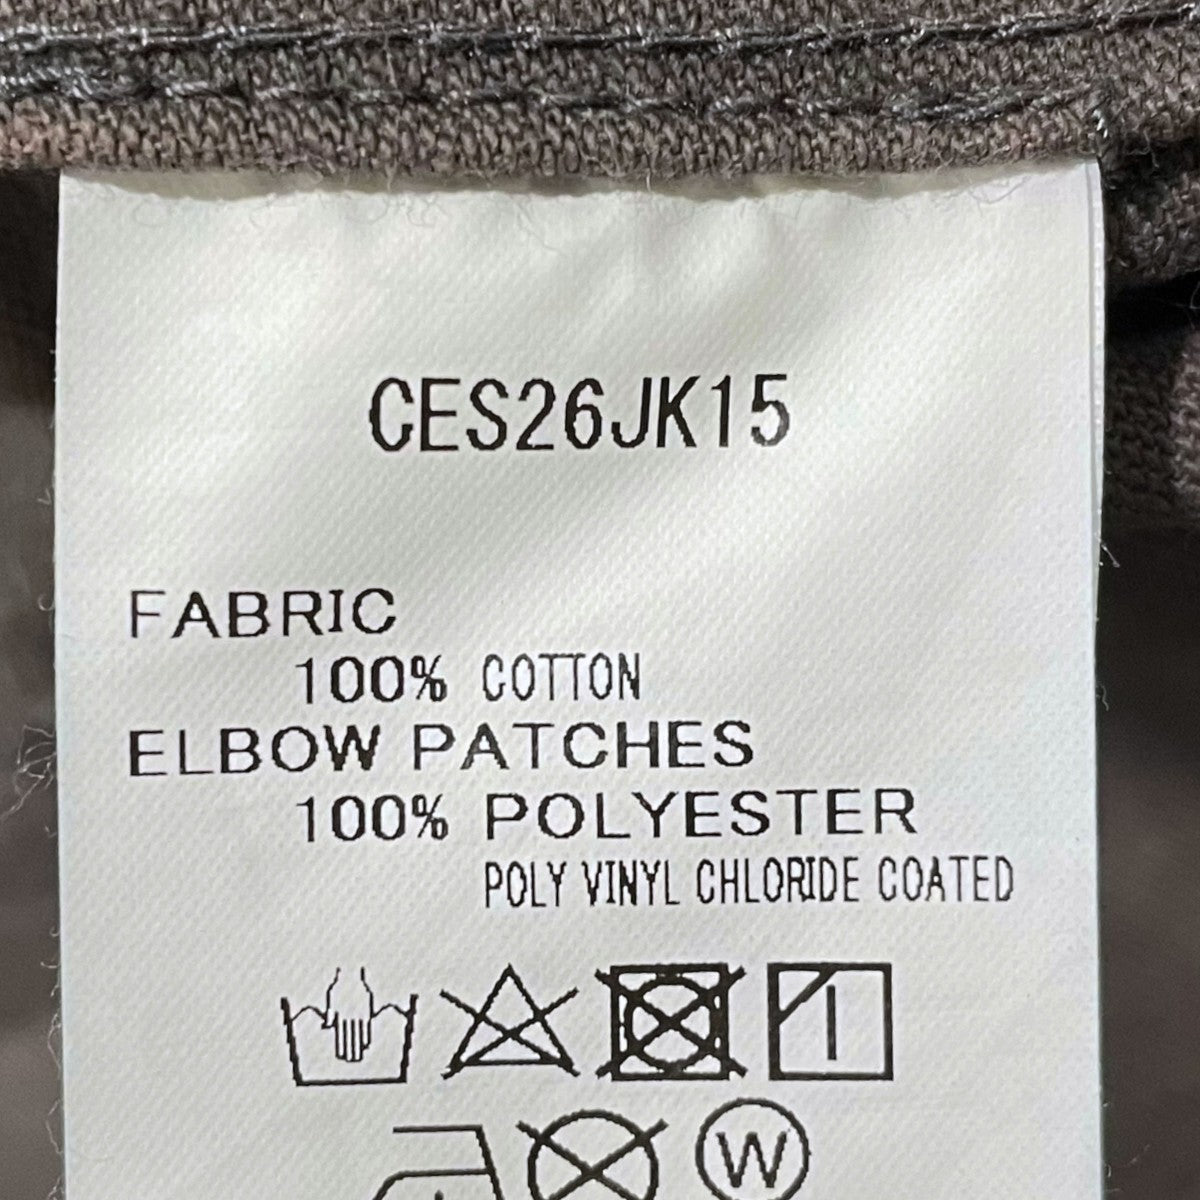 CES26JK15
FABRIC
100% COTTON
ELBOW PATCHES
100% POLYESTER
POLY VINYL CHLORIDE COATED
W